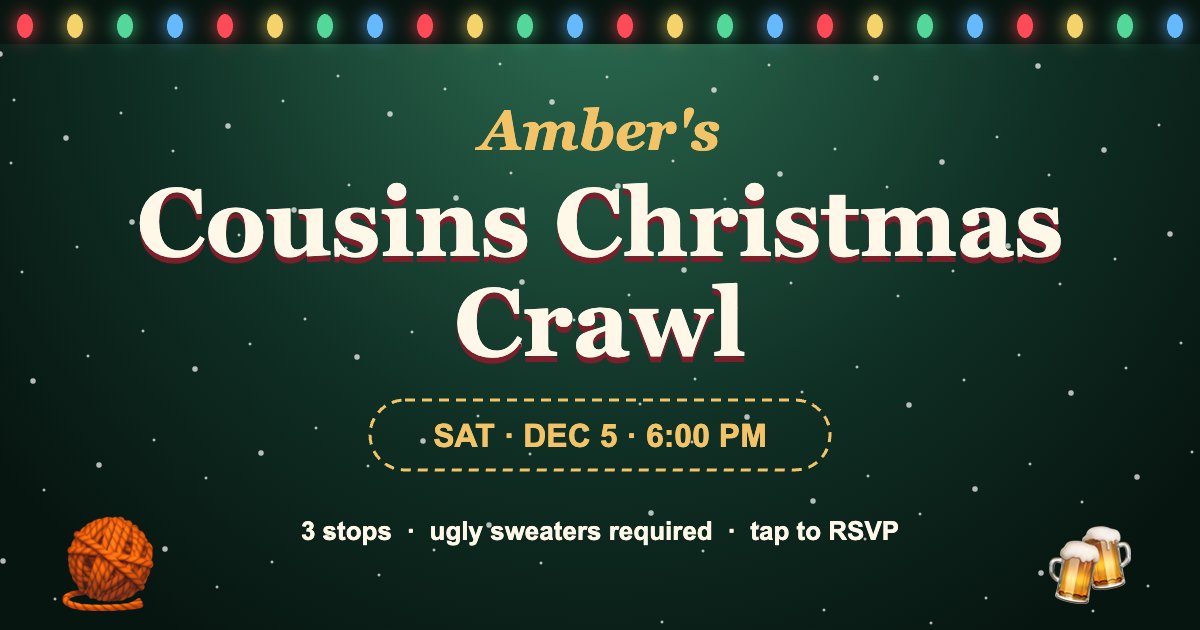 Amber's
Cousins Christmas
Crawl
SAT · DEC 5 · 6:00 PM
3 stops · ugly sweaters required · tap to RSVP